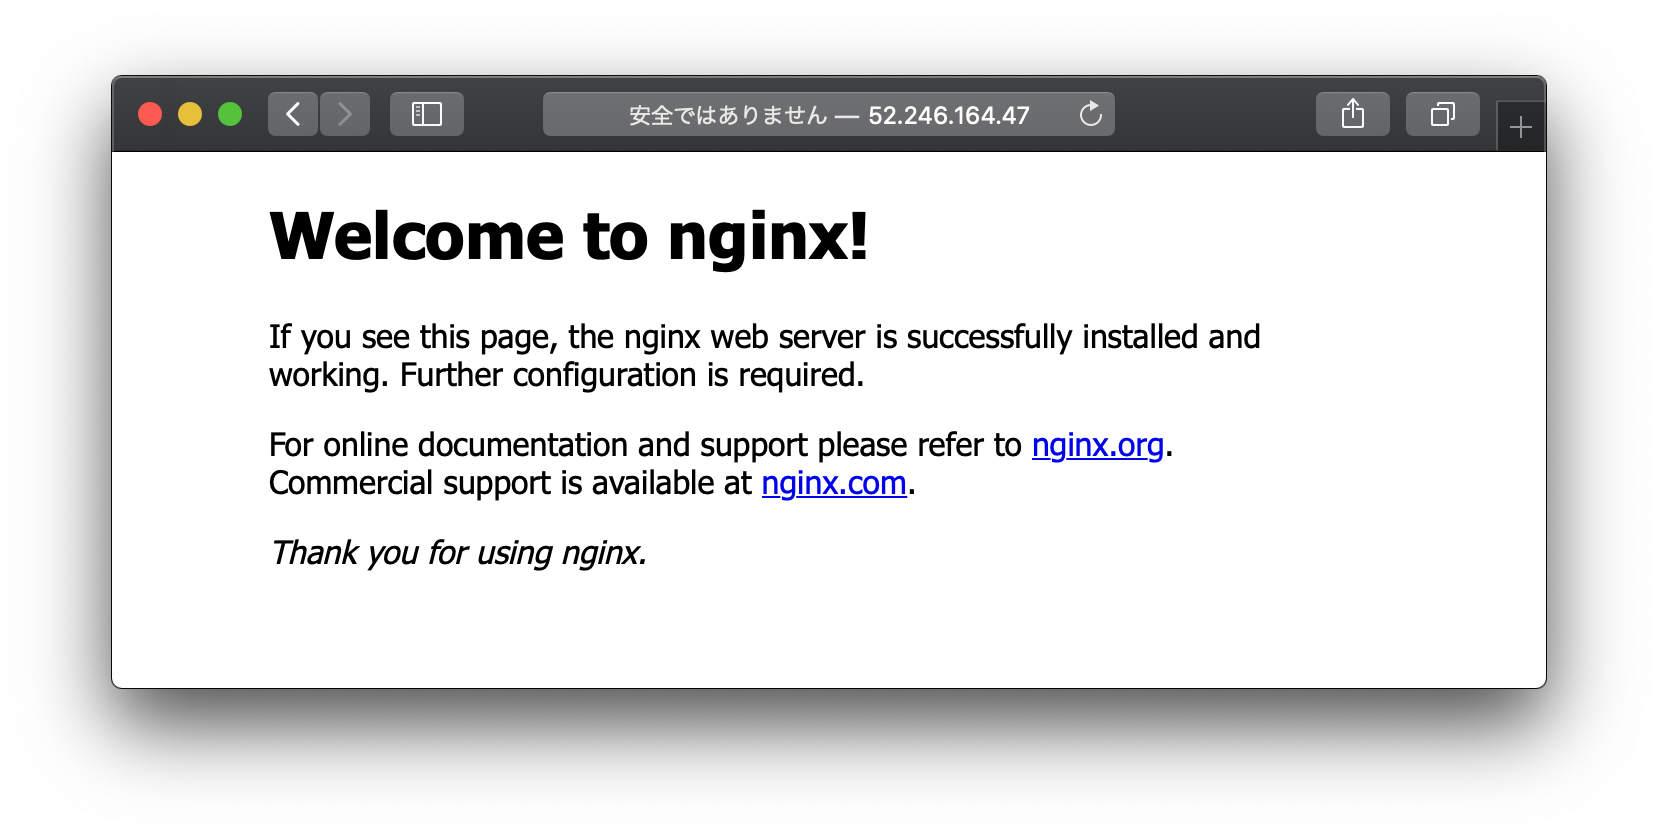 安全ではありません — 52.246.164.47
Welcome to nginx!
If you see this page, the nginx web server is successfully installed and
working. Further configuration is required.
For online documentation and support please refer to nginx.org.
Commercial support is available at nginx.com.
Thank you for using nginx.